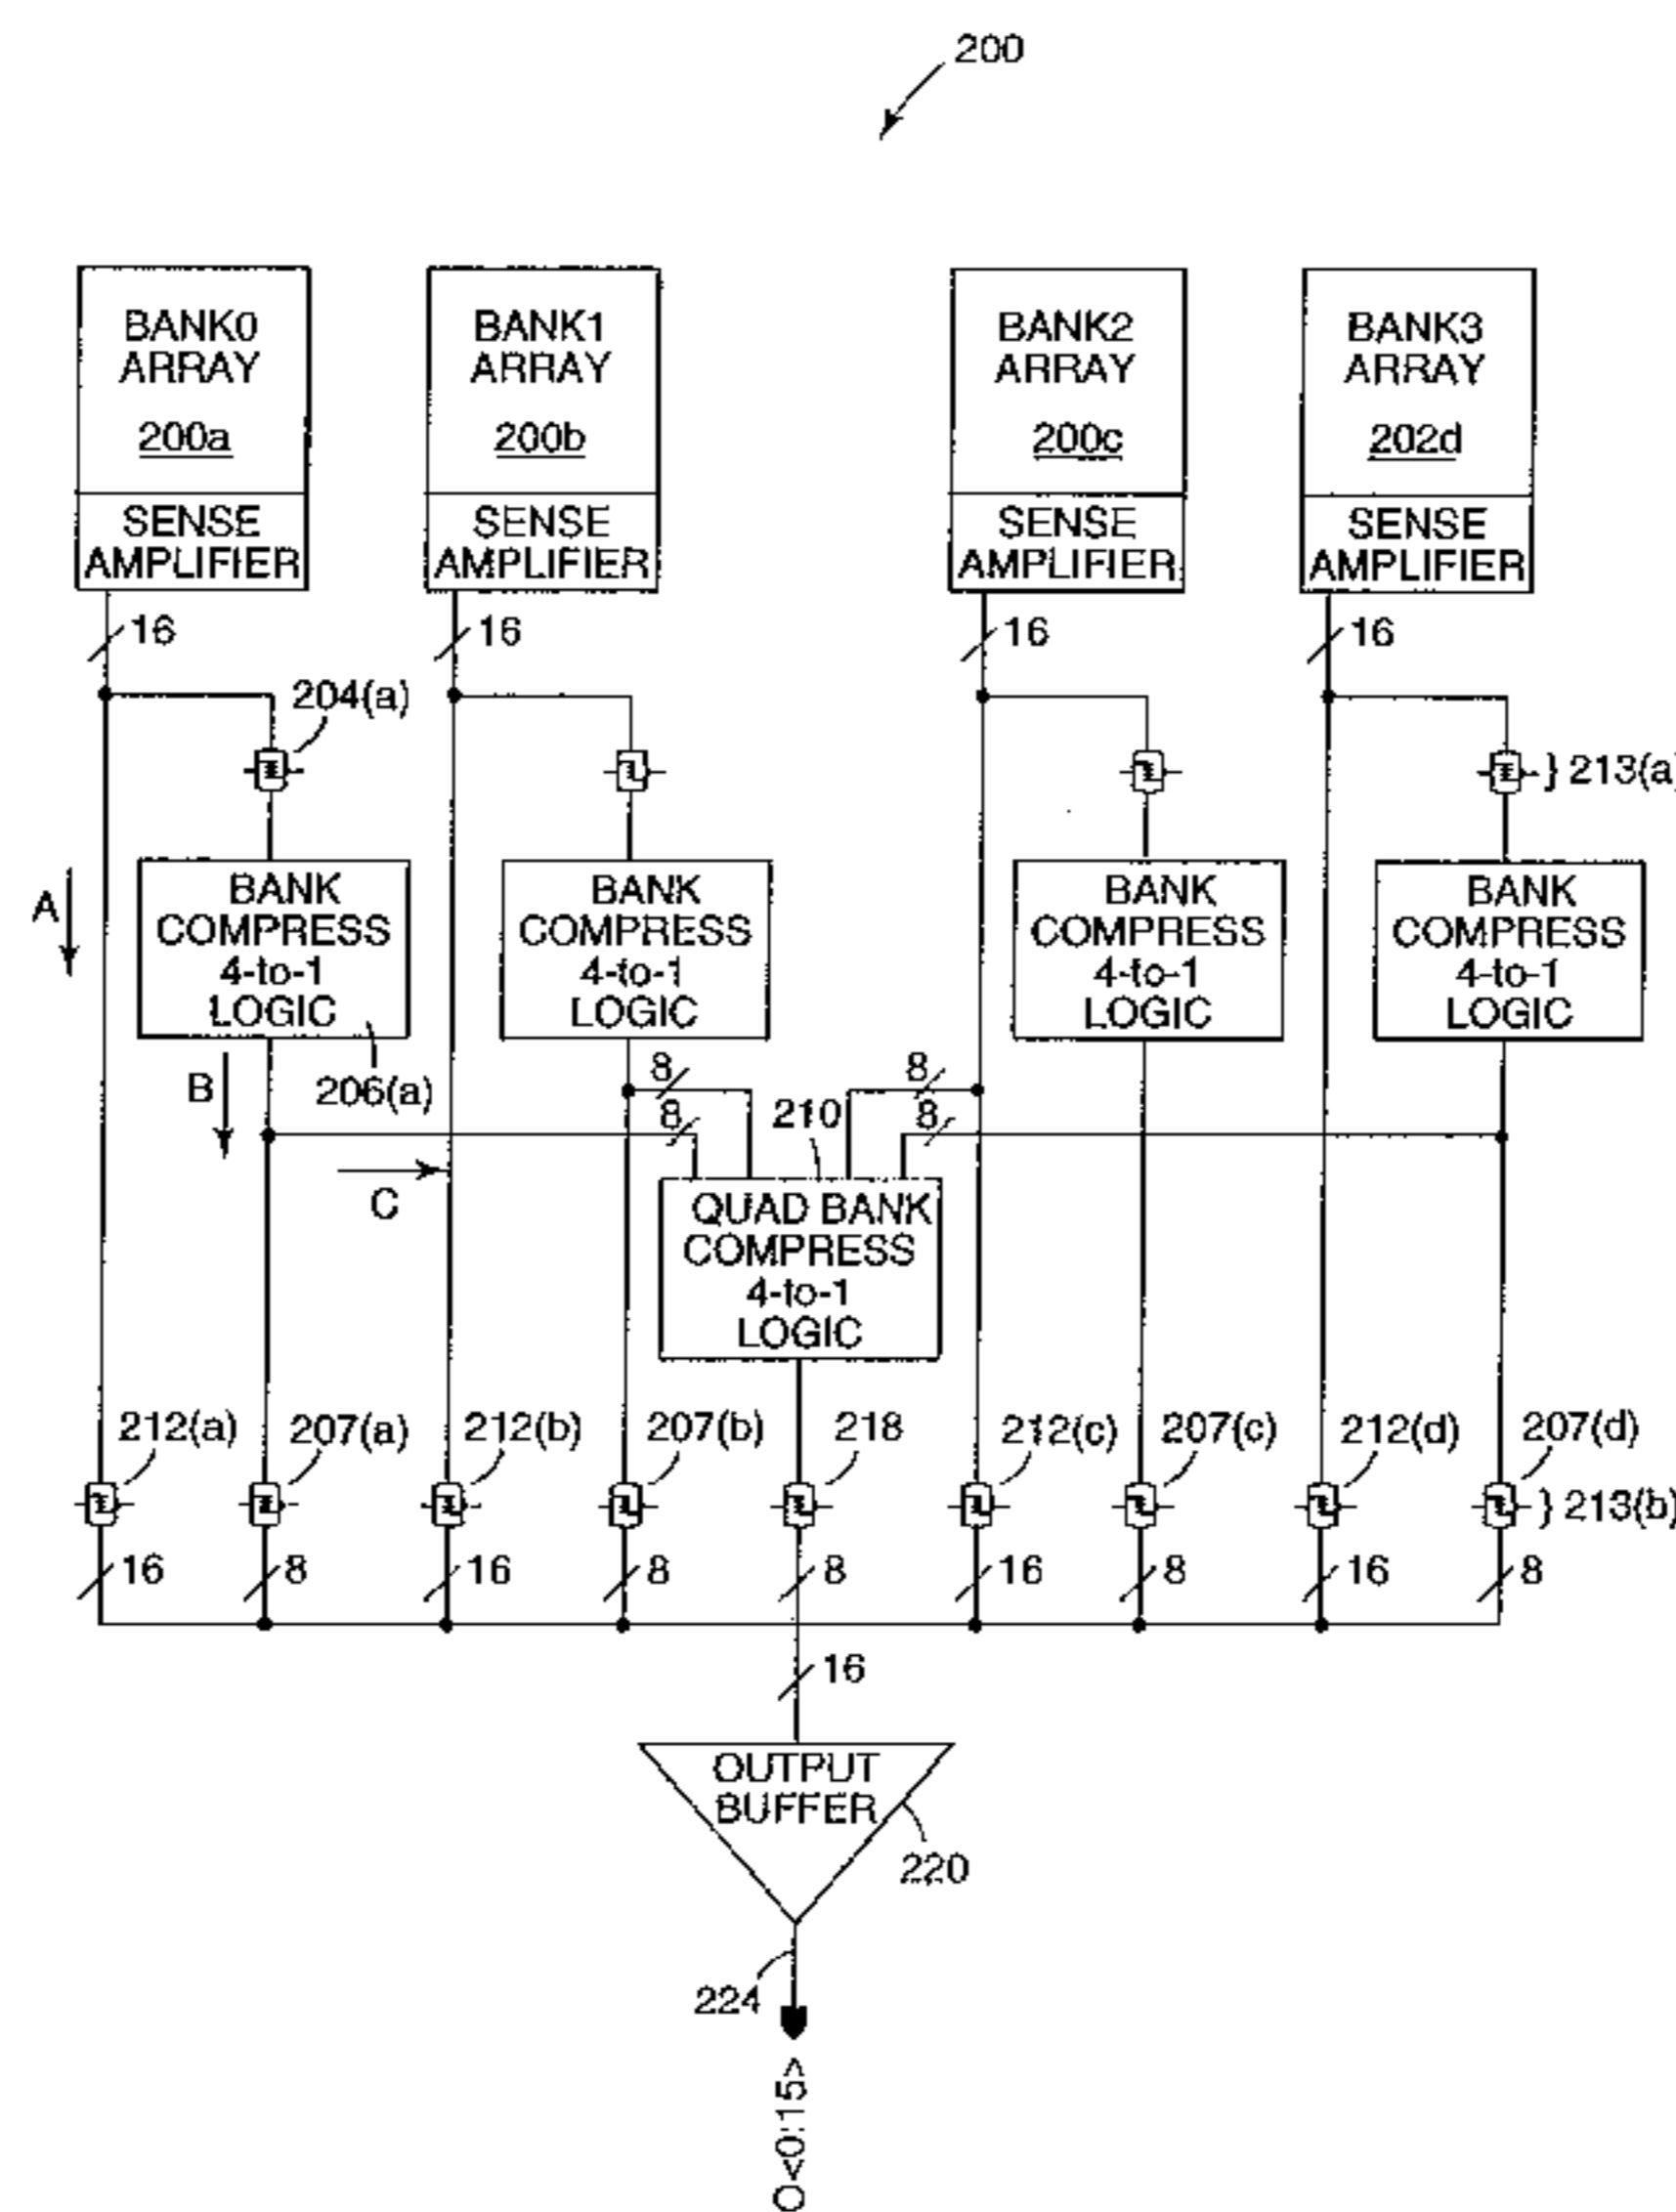 200
BANK0
ARRAY
200a
SENSE
AMPLIFIER
BANK1
ARRAY
200b
SENSE
AMPLIFIER
BANK2
ARRAY
200c
SENSE
AMPLIFIER
BANK3
ARRAY
202d
SENSE
AMPLIFIER
16
16
16
16
204(a)
} 213(a)
A
BANK
COMPRESS
4-to-1
LOGIC
BANK
COMPRESS
4-to-1
LOGIC
BANK
COMPRESS
4-to-1
LOGIC
BANK
COMPRESS
4-to-1
LOGIC
B
206(a)
8
8
210
8
8
C
QUAD BANK
COMPRESS
4-to-1
LOGIC
212(a)
207(a)
212(b)
207(b)
218
212(c)
207(c)
212(d)
207(d)
} 213(b)
16
8
16
8
8
16
8
16
8
16
OUTPUT
BUFFER
220
224
O<0:15>